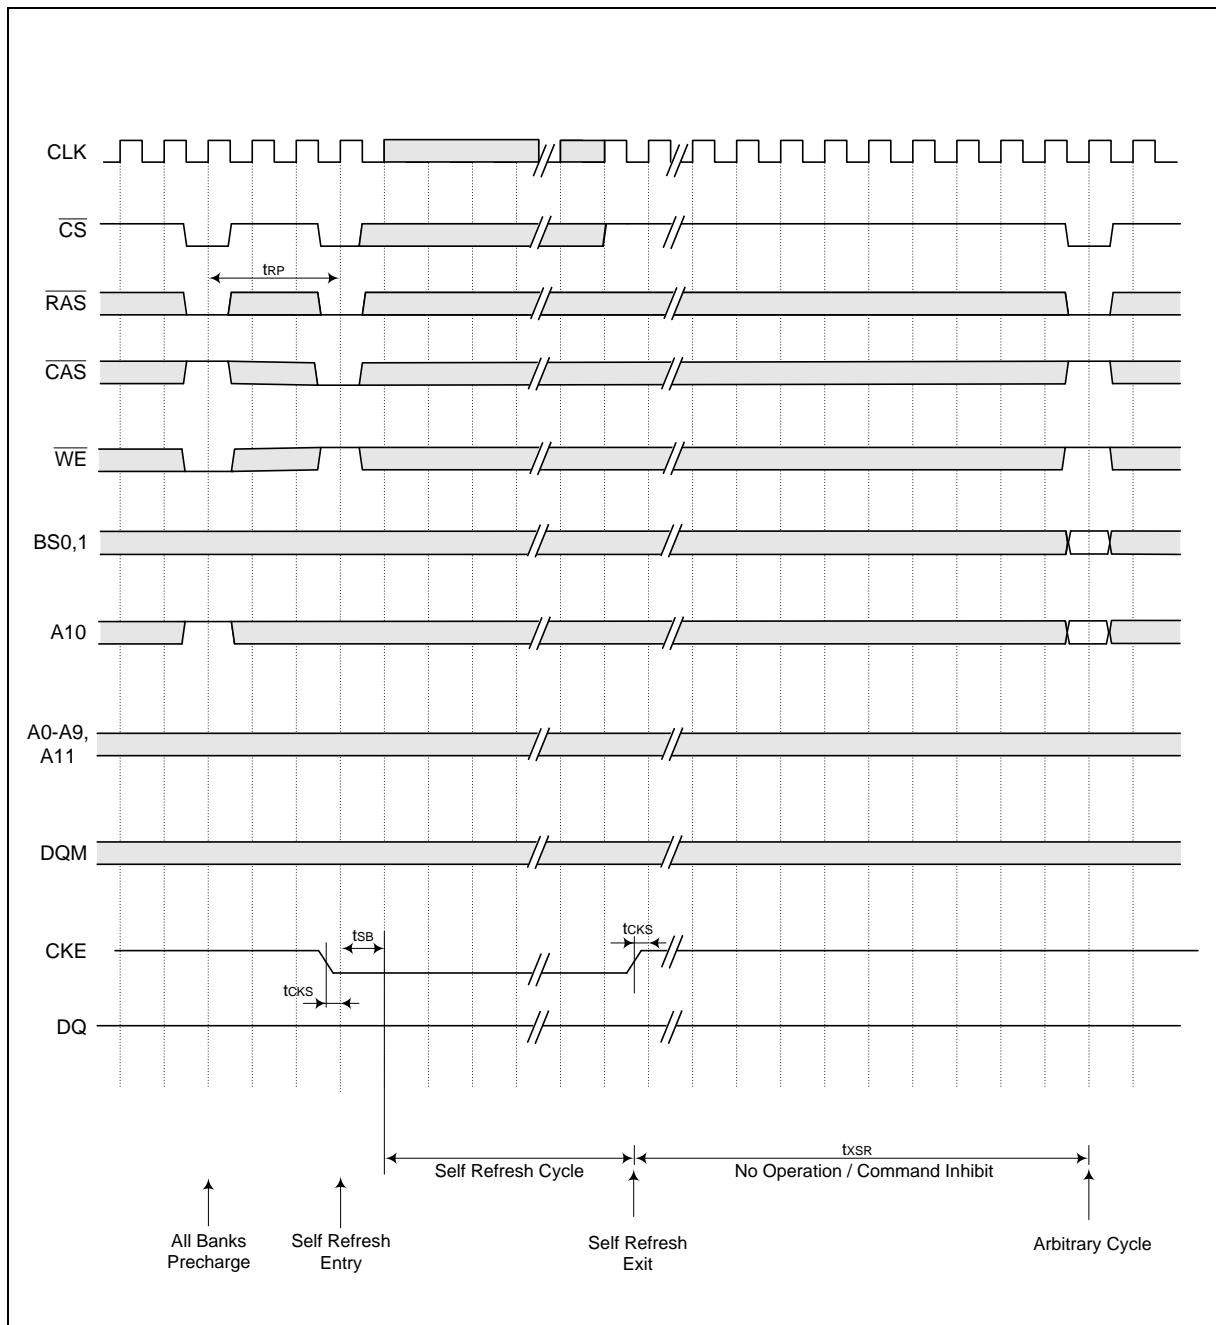 CLK
CS
tRP
RAS
CAS
WE
BS0,1
A10
A0-A9,
A11
DQM
tSB
tCKS
CKE
tCKS
DQ
tXSR
Self Refresh Cycle
No Operation / Command Inhibit
All Banks
Precharge
Self Refresh
Entry
Self Refresh
Exit
Arbitrary Cycle